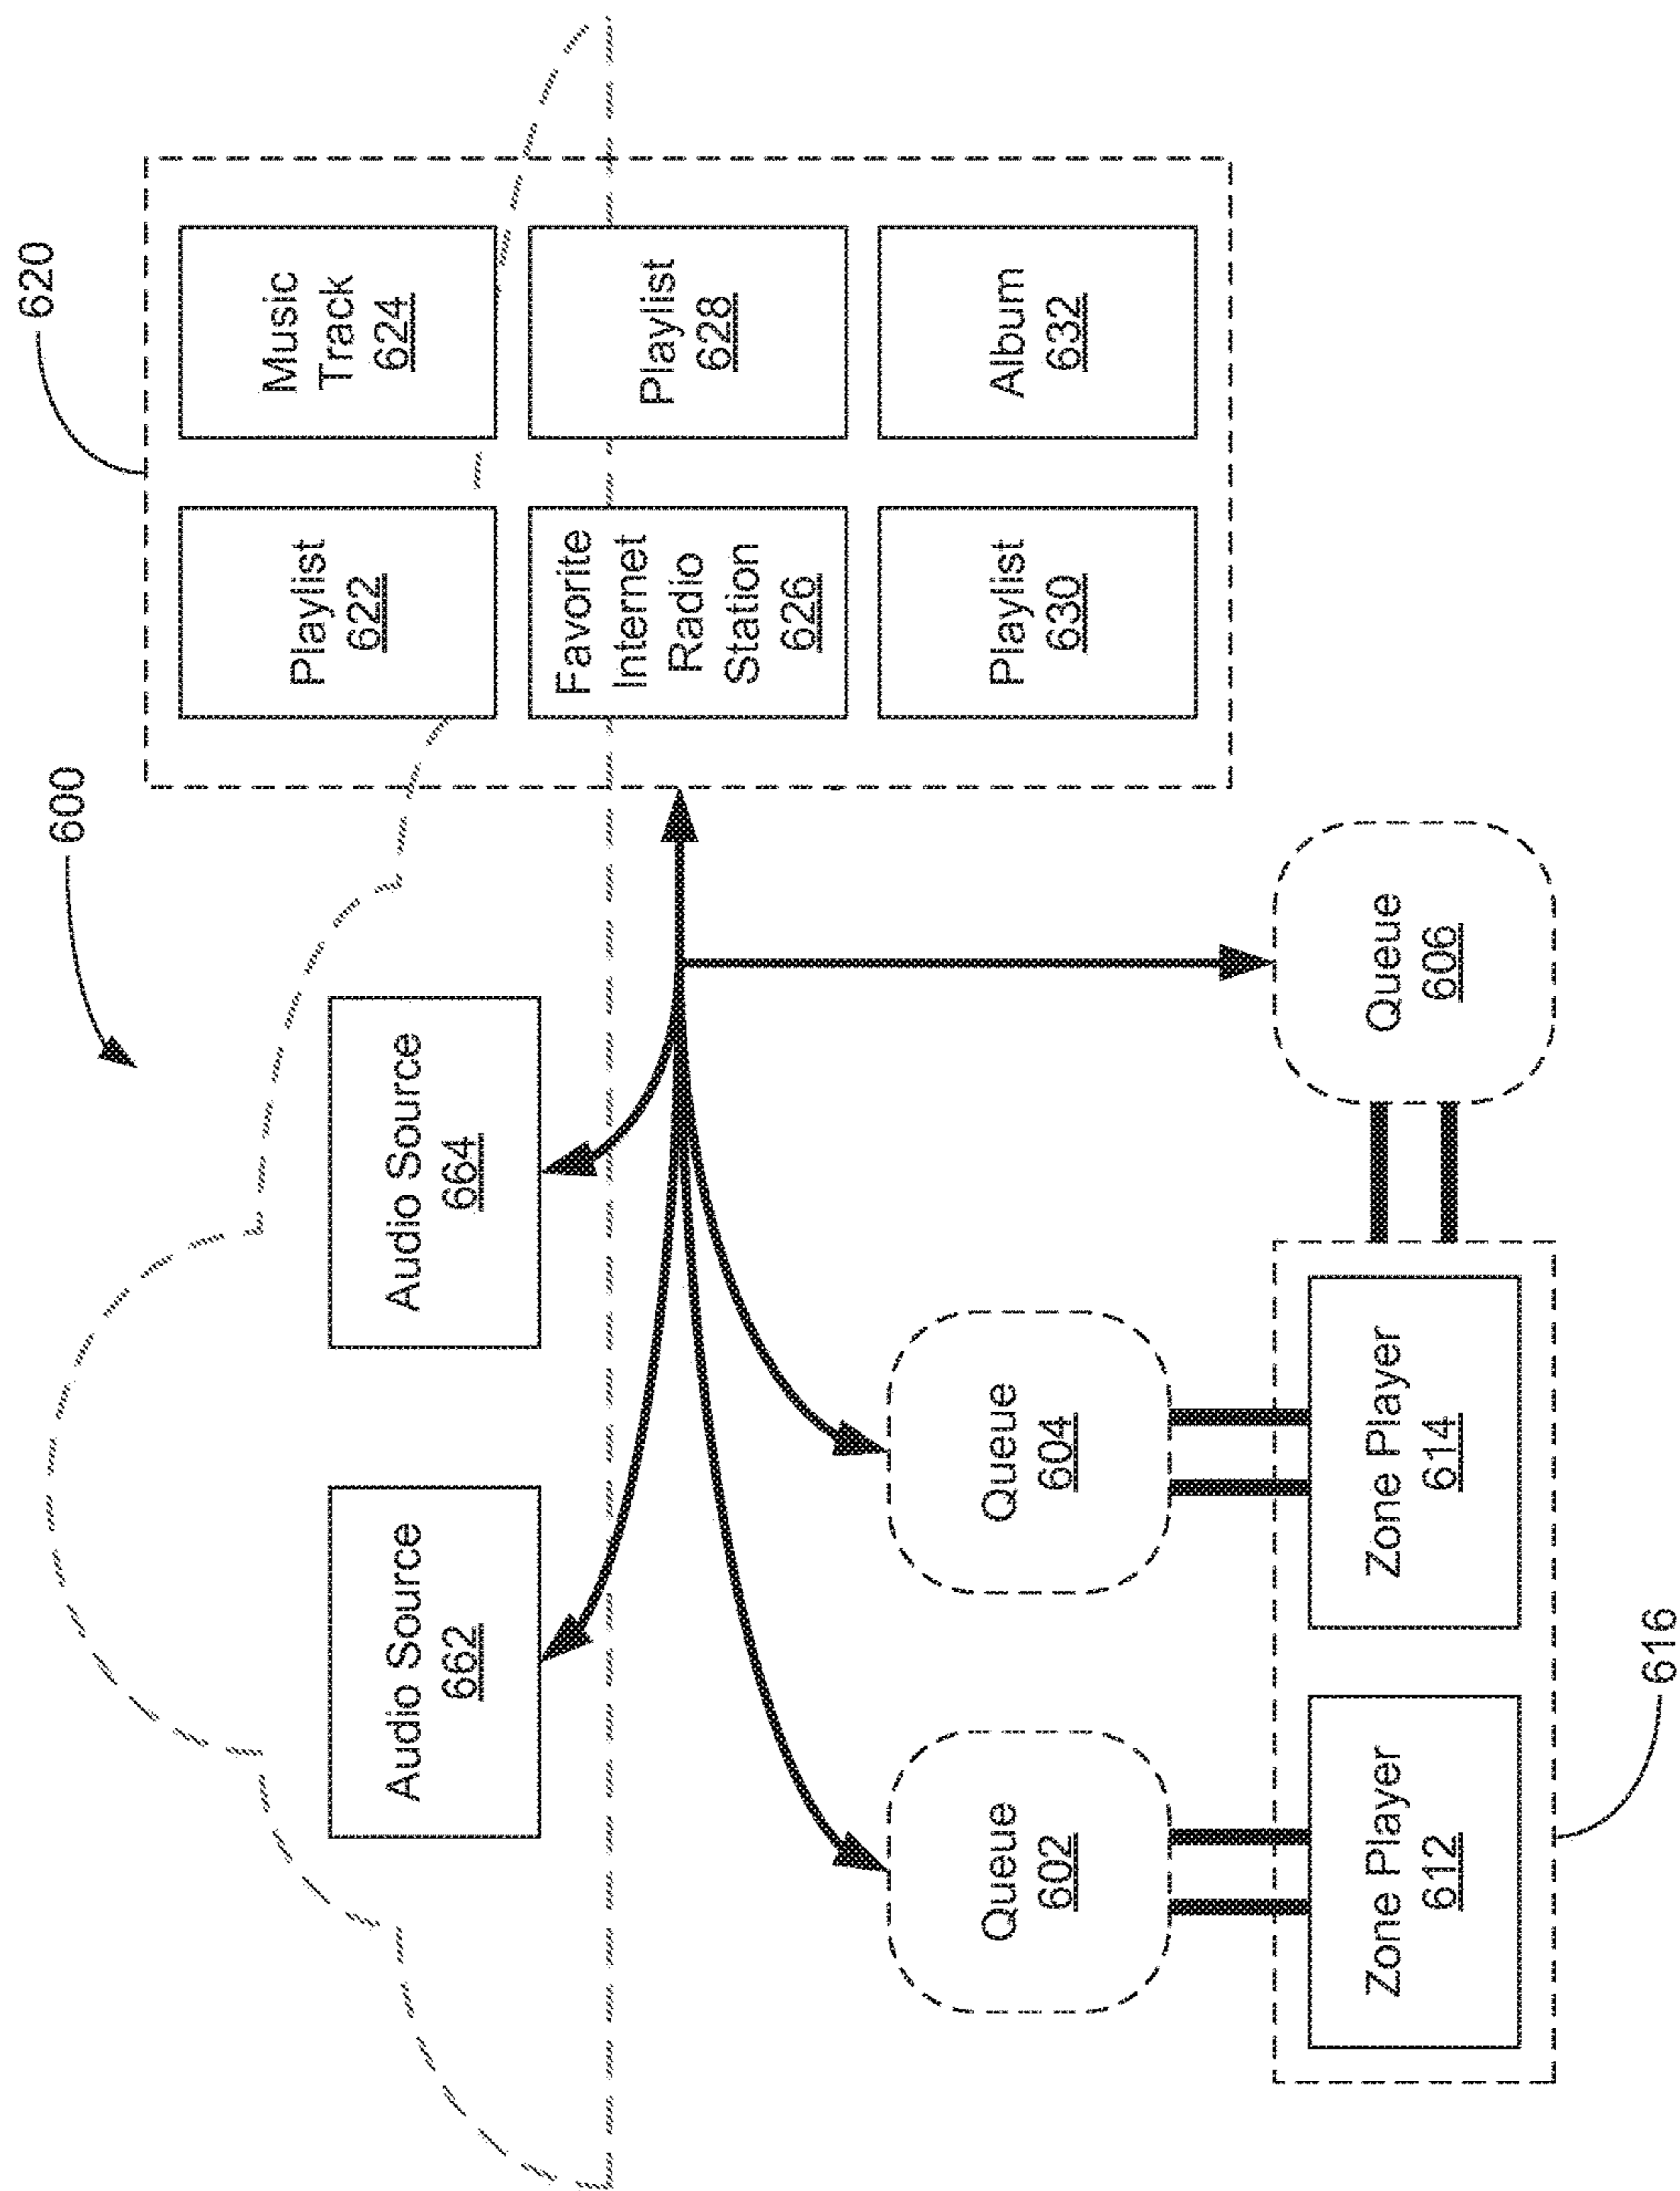 600
620
Audio Source
662
Audio Source
664
Playlist
622
Music
Track
624
Favorite
Internet
Radio
Station
626
Playlist
628
Playlist
630
Album
632
Queue
602
Queue
604
Queue
606
Zone Player
612
Zone Player
614
616